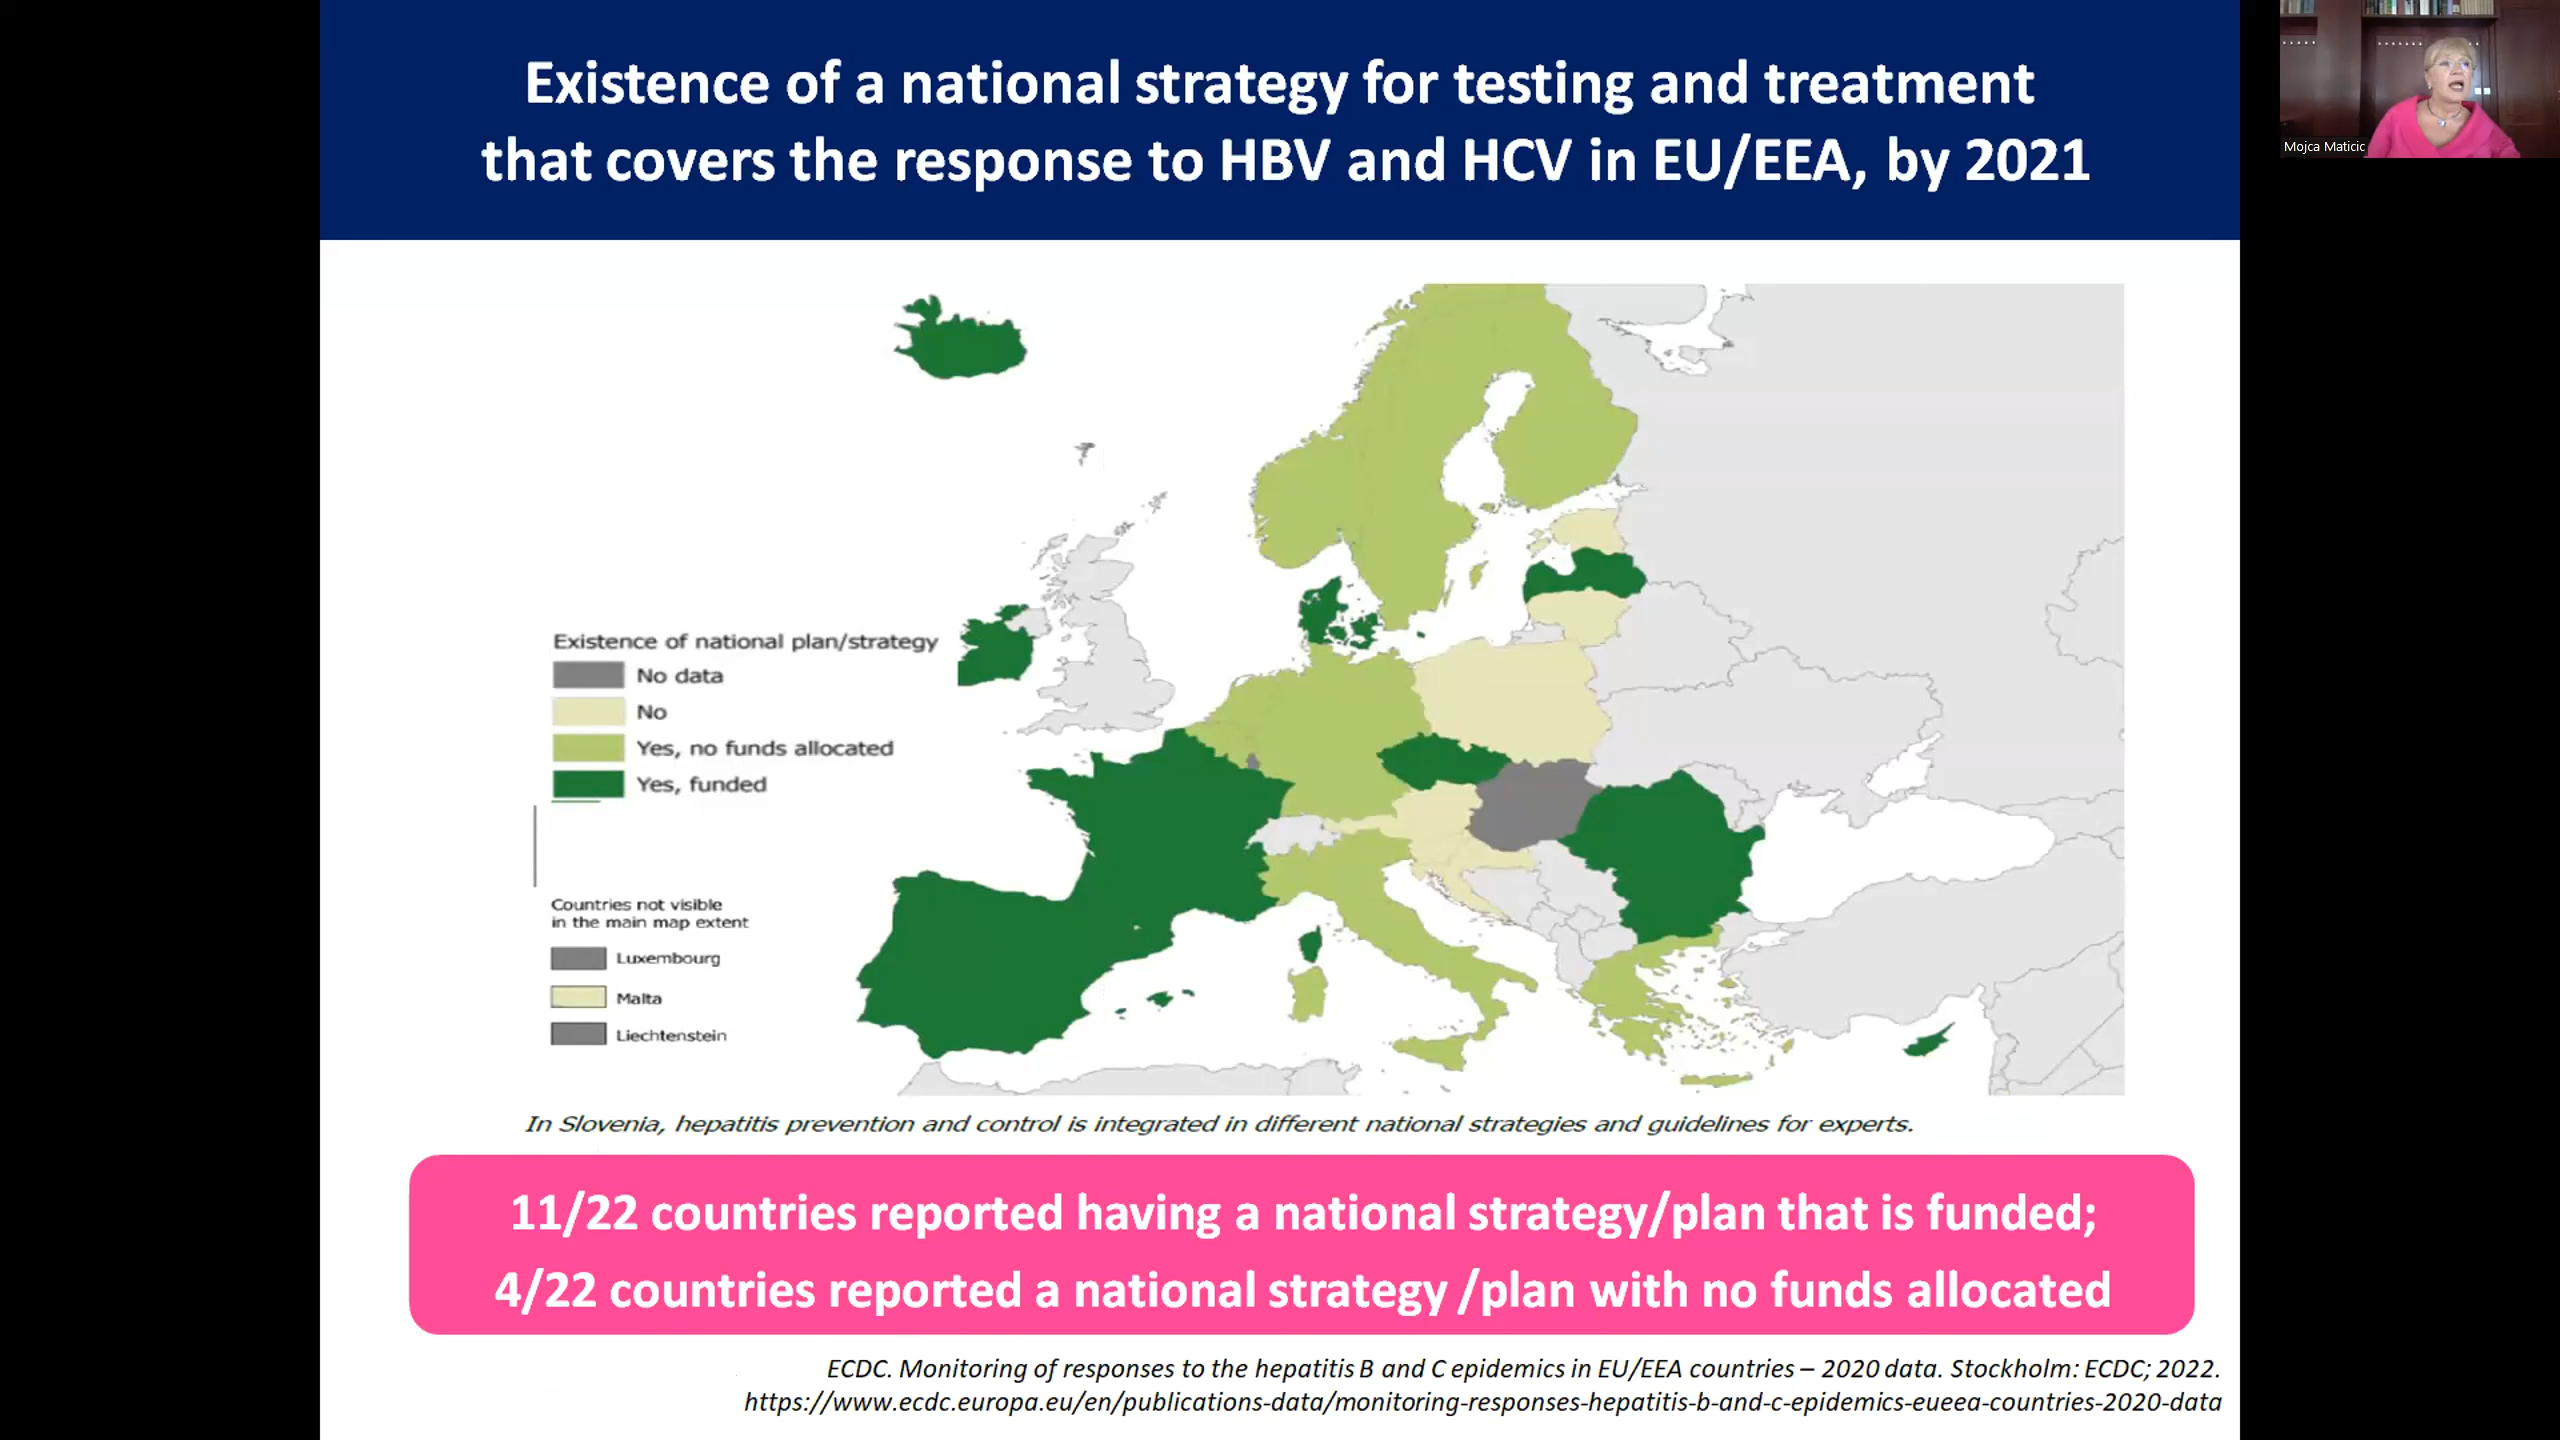 Existence of a national strategy for testing and treatment
that covers the response to HBV and HCV in EU/EEA, by 2021
Mojca Maticic
Existence of national plan/strategy
No data
No
Yes, no funds allocated
Yes, funded
Countries not visible
in the main map extent
Luxembourg
Malta
Liechtenstein
In Slovenia, hepatitis prevention and control is integrated in different national strategies and guidelines for experts.
11/22 countries reported having a national strategy/plan that is funded;
4/22 countries reported a national strategy /plan with no funds allocated
ECDC. Monitoring of responses to the hepatitis B and C epidemics in EU/EEA countries – 2020 data. Stockholm: ECDC; 2022.
https://www.ecdc.europa.eu/en/publications-data/monitoring-responses-hepatitis-b-and-c-epidemics-eueea-countries-2020-data